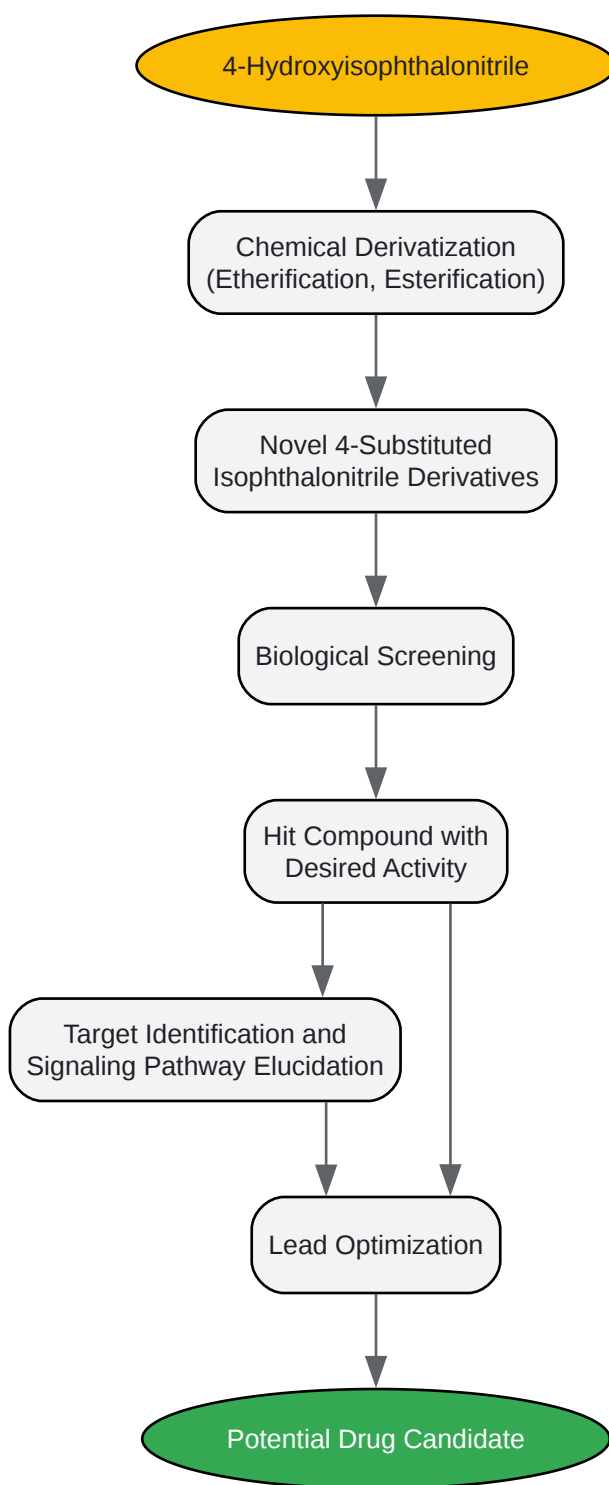 4-Hydroxyisophthalonitrile
Chemical Derivatization
(Etherification, Esterification)
Novel 4-Substituted
Isophthalonitrile Derivatives
Biological Screening
Hit Compound with
Desired Activity
Target Identification and
Signaling Pathway Elucidation
Lead Optimization
Potential Drug Candidate